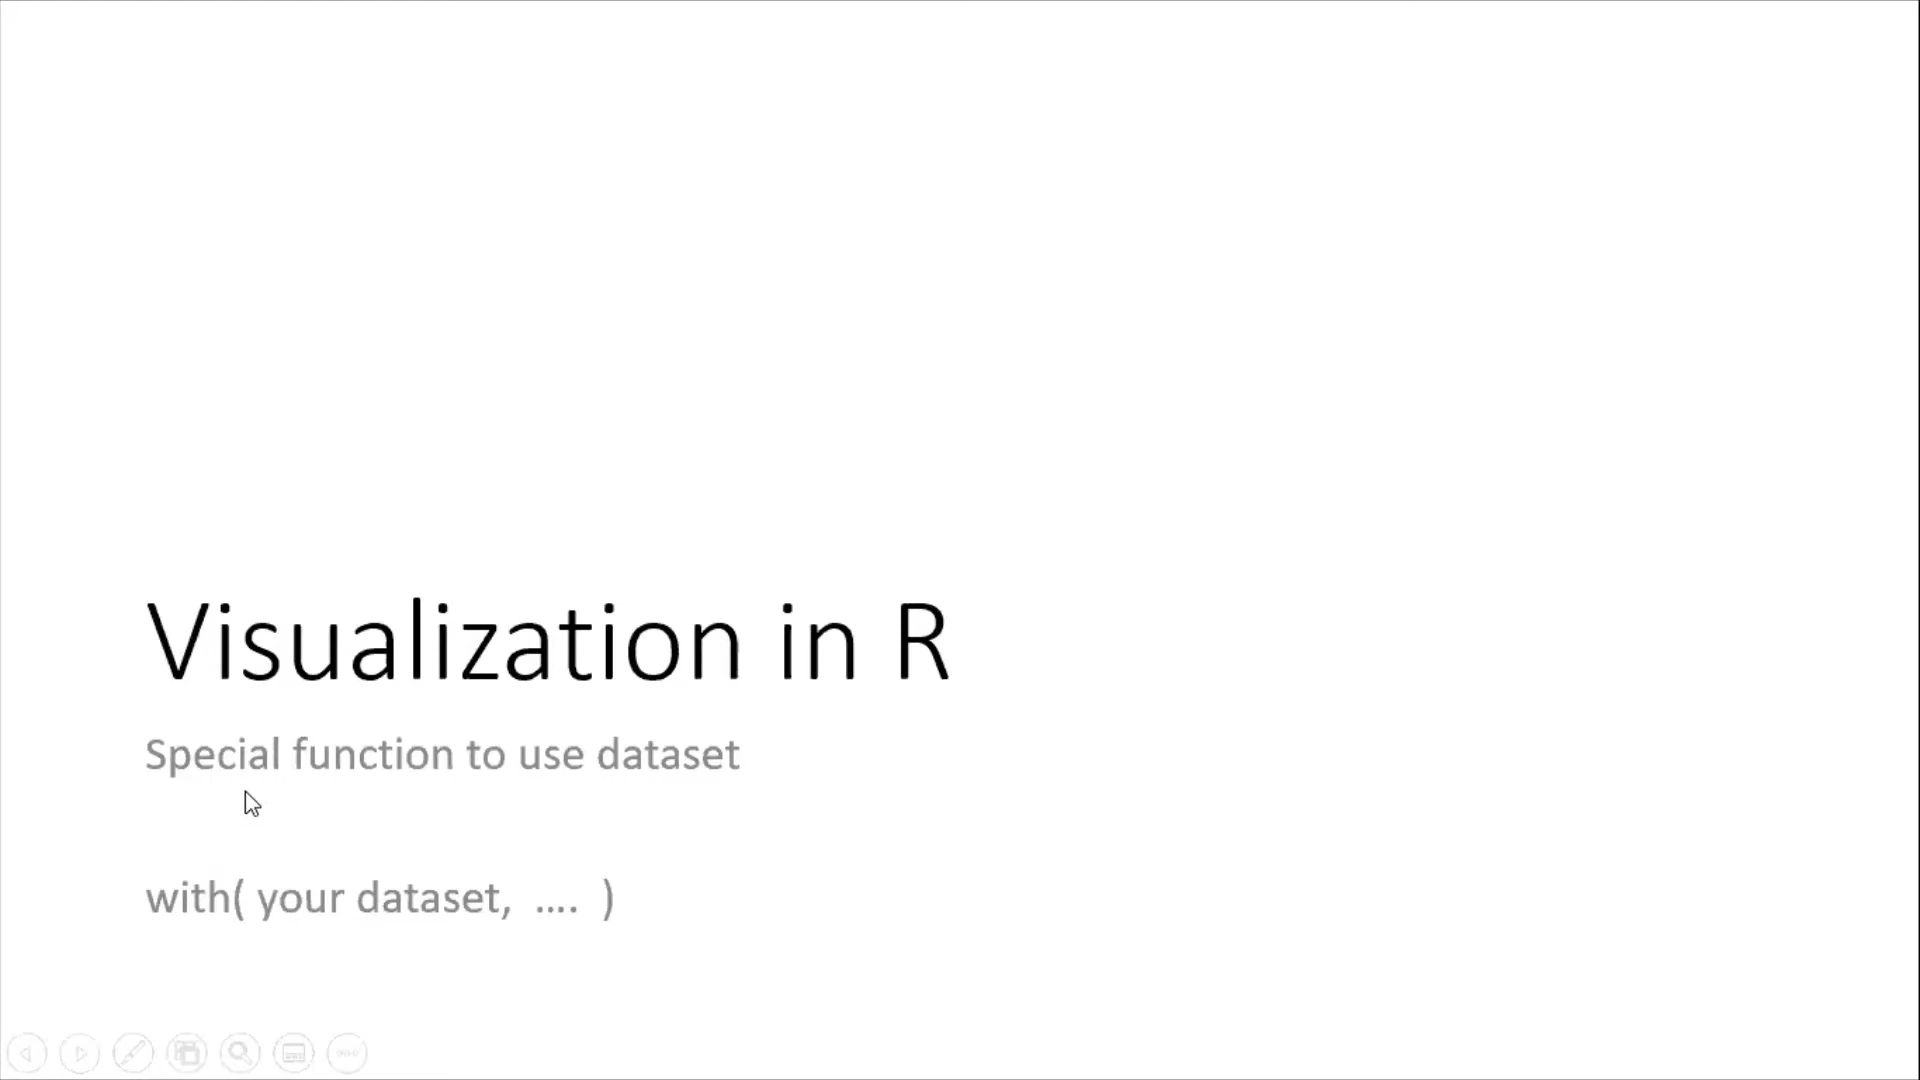 Visualization in R
Special function to use dataset
with( your dataset,  ....  )